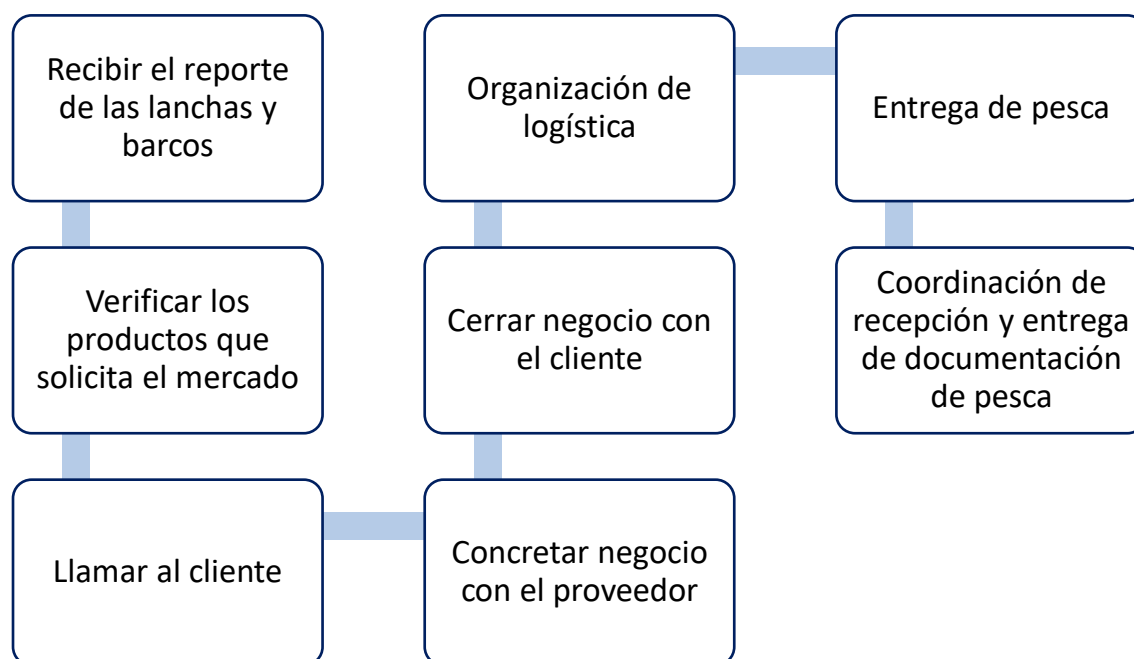 Recibir el reporte
de las lanchas y
barcos
Verificar los
productos que
solicita el mercado
Llamar al cliente
Concretar negocio
con el proveedor
Cerrar negocio con
el cliente
Organización de
logística
Entrega de pesca
Coordinación de
recepción y entrega
de documentación
de pesca